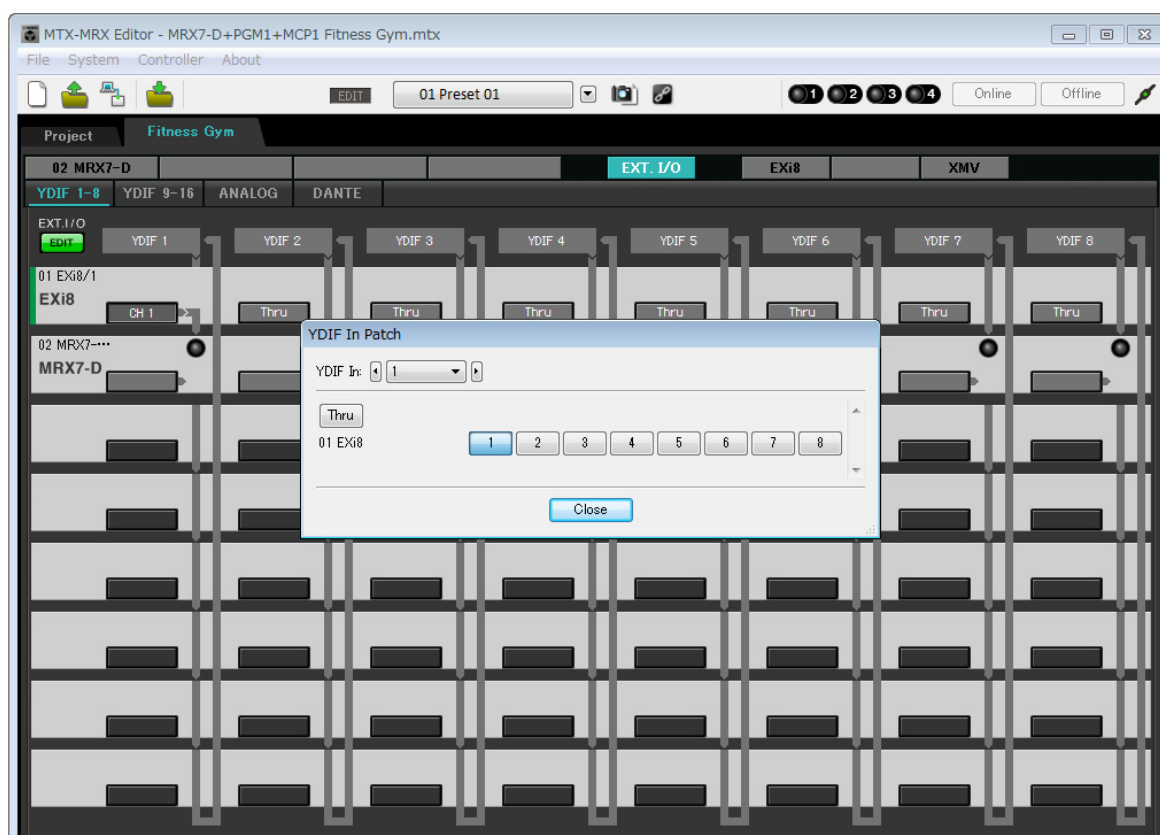 MTX-MRX Editor - MRX7-D+PGM1+MCP1 Fitness Gym.mtx
File System Controller About
EDIT 01 Preset 01 1 2 3 4 Online Offline
Project Fitness Gym
02 MRX7-D EXT. I/O EXi8 XMV
YDIF 1-8 YDIF 9-16 ANALOG DANTE
EXT.I/O
EDIT YDIF 1 YDIF 2 YDIF 3 YDIF 4 YDIF 5 YDIF 6 YDIF 7 YDIF 8
01 EXi8/1
EXi8
CH 1 Thru Thru Thru Thru Thru Thru Thru
02 MRX7-···
MRX7-D
YDIF In Patch
YDIF In: 1
Thru
01 EXi8 1 2 3 4 5 6 7 8
Close